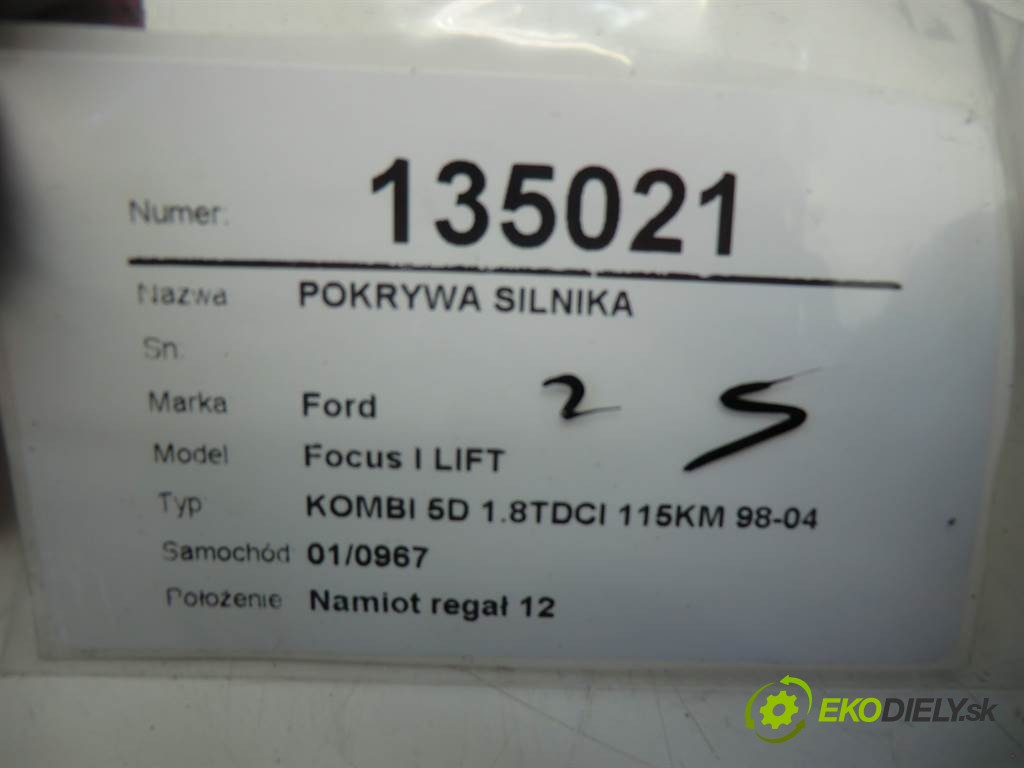 Numer: 135021
Nazwa POKRYWA SILNIKA
Sn.
Marka Ford 2 5
Model Focus I LIFT
Typ KOMBI 5D 1.8TDCI 115KM 98-04
Samochód 01/0967
Położenie Namiot regał 12
EKODIELY.sk